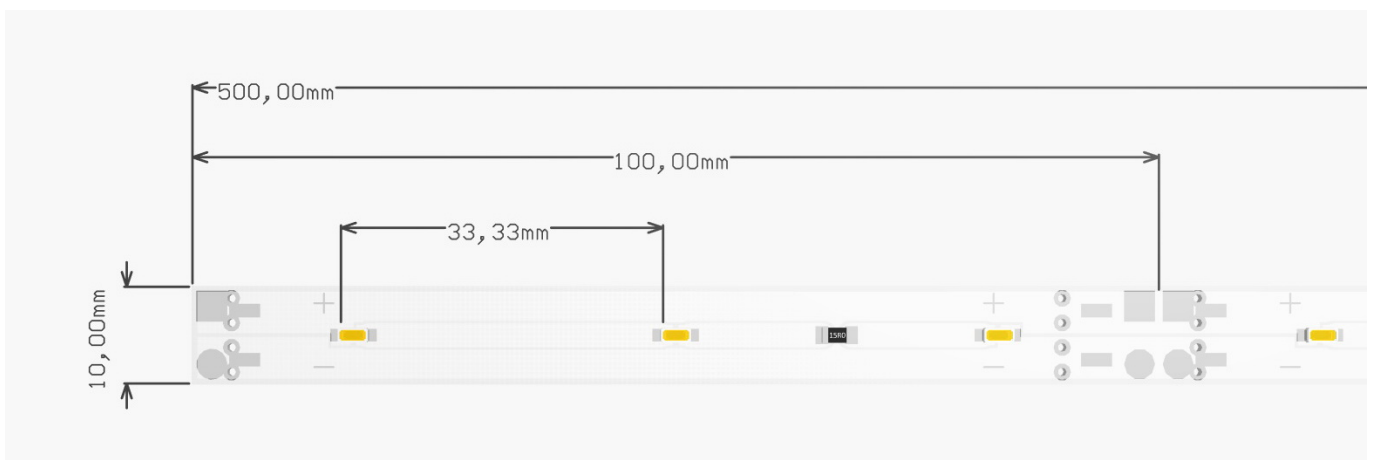 500,00mm
100,00mm
33,33mm
10,00mm
+ + +
15R0
− − −